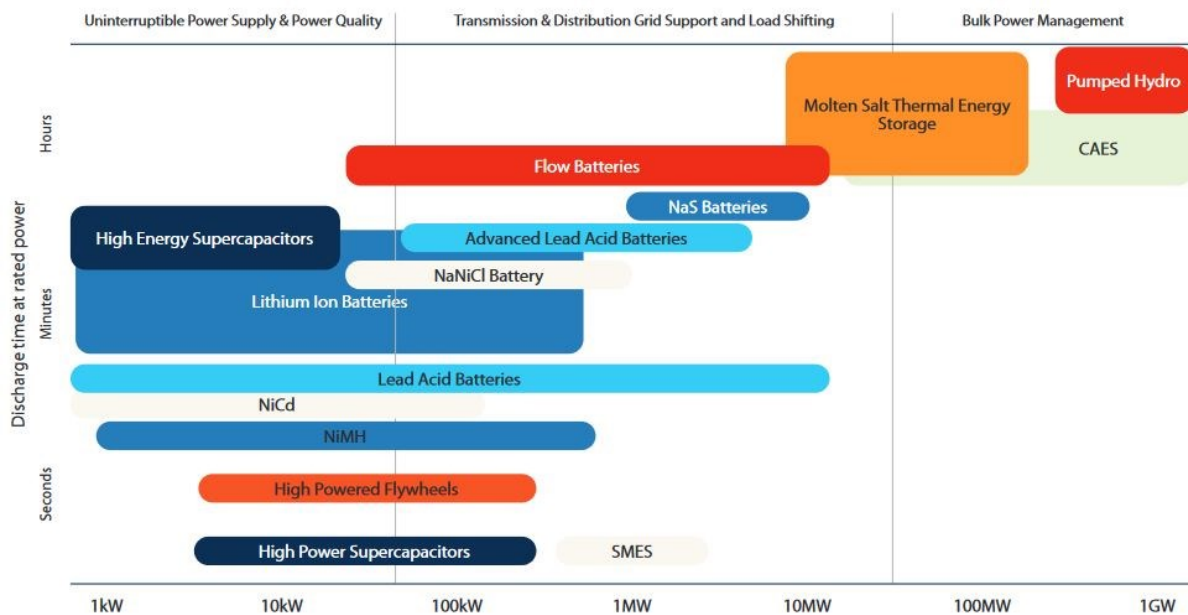 Uninterruptible Power Supply & Power Quality
Transmission & Distribution Grid Support and Load Shifting
Bulk Power Management
Discharge time at rated power
Hours
Minutes
Seconds
Pumped Hydro
Molten Salt Thermal Energy
Storage
CAES
Flow Batteries
NaS Batteries
High Energy Supercapacitors
Advanced Lead Acid Batteries
NaNiCl Battery
Lithium Ion Batteries
Lead Acid Batteries
NiCd
NiMH
High Powered Flywheels
High Power Supercapacitors
SMES
1kW
10kW
100kW
1MW
10MW
100MW
1GW